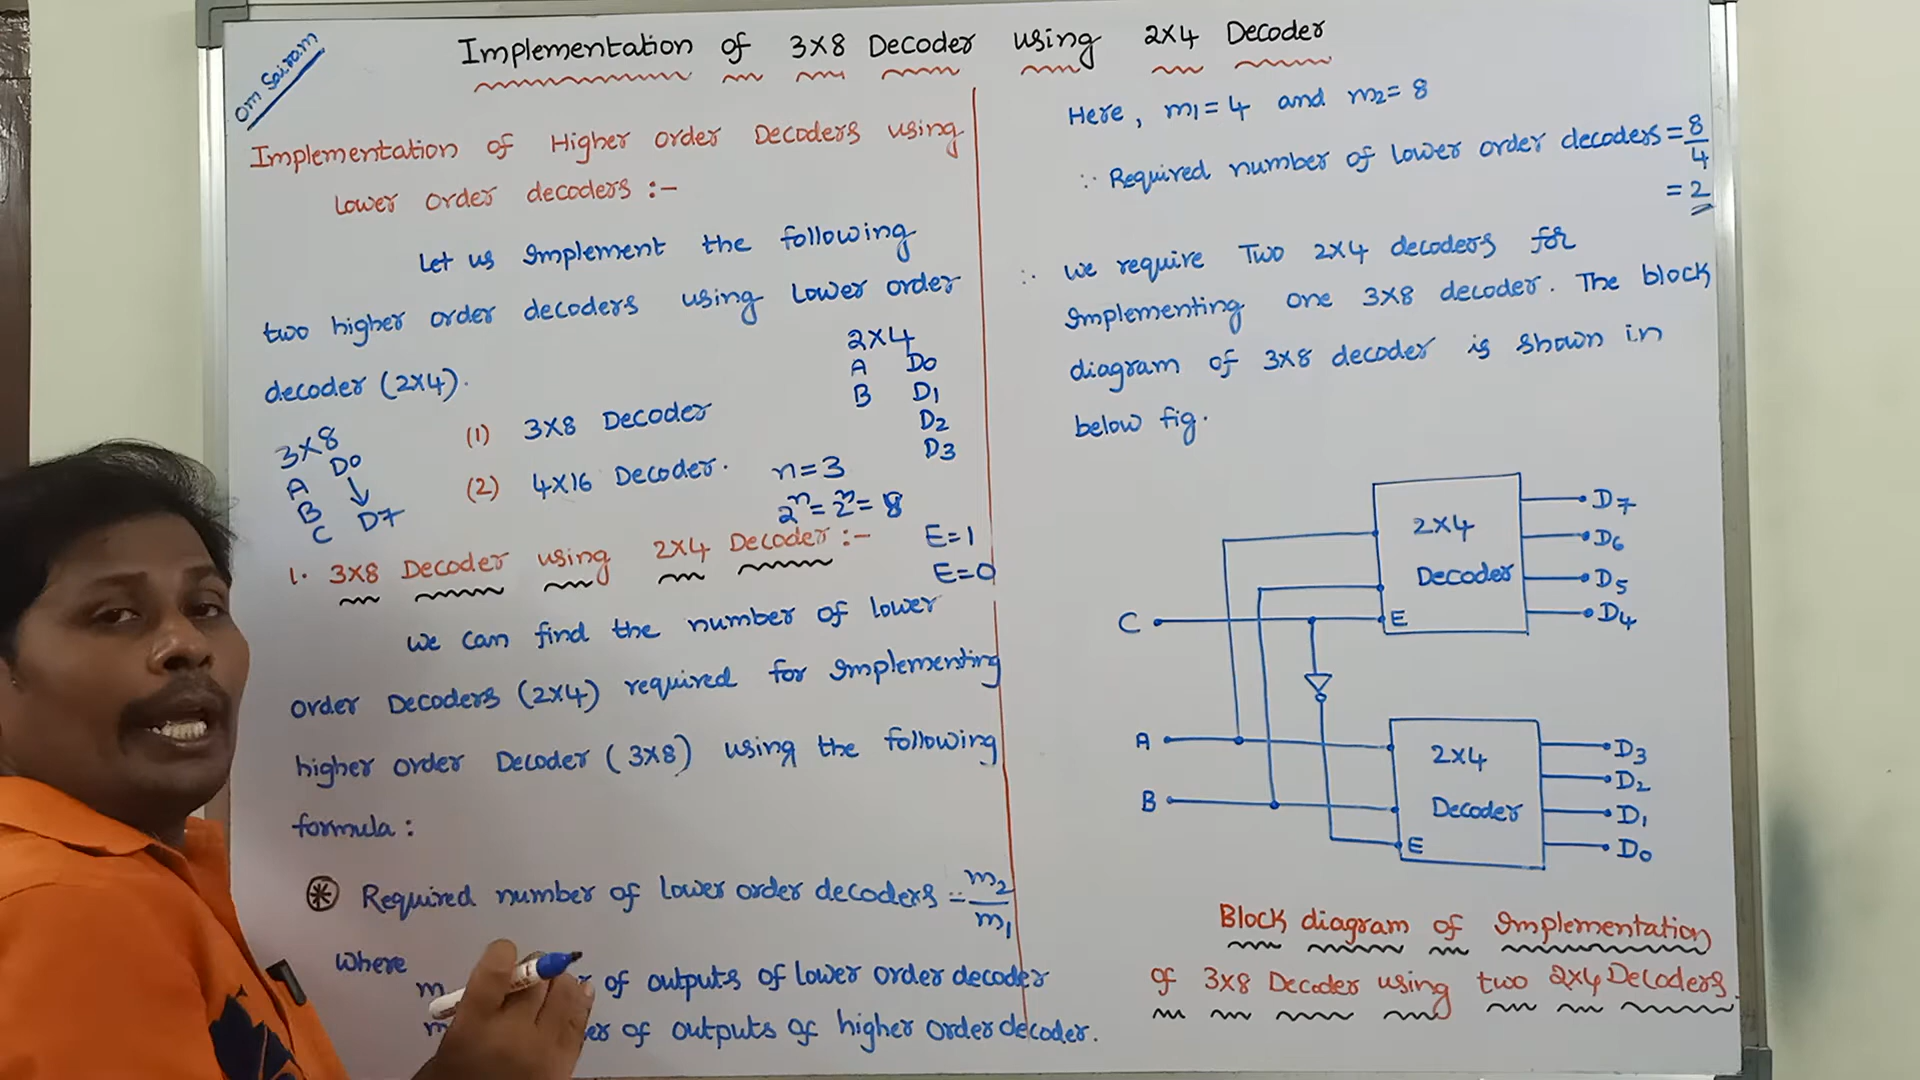 Om Sairam
Implementation of 3X8 Decoder using 2X4 Decoder
Implementation of Higher order Decoders using
Lower order decoders :-
Let us Implement the following
two higher order decoders using Lower order
decoder (2X4).
(1) 3X8 Decoder
(2) 4X16 Decoder.
3X8
A D0
B
C D7
2X4
A D0
B D1
D2
D3
n=3
2^n = 2^n = 8
E=1
E=0
1. 3X8 Decoder using 2X4 Decoder :-
We can find the number of lower
order Decoders (2X4) required for Implementing
higher order Decoder (3X8) using the following
formula :
* Required number of lower order decoders = m2/m1
where
m of outputs of lower order decoder
m of outputs of higher order decoder.
Here, m1 = 4 and m2 = 8
∵ Required number of lower order decoders = 8/4
= 2
∴ We require Two 2X4 decoders for
Implementing one 3X8 decoder. The block
diagram of 3X8 decoder is shown in
below fig.
2X4
Decoder
E
D7
D6
D5
D4
C
A
B
2X4
Decoder
E
D3
D2
D1
D0
Block diagram of Implementation
of 3X8 Decoder using two 2X4 Decoders.